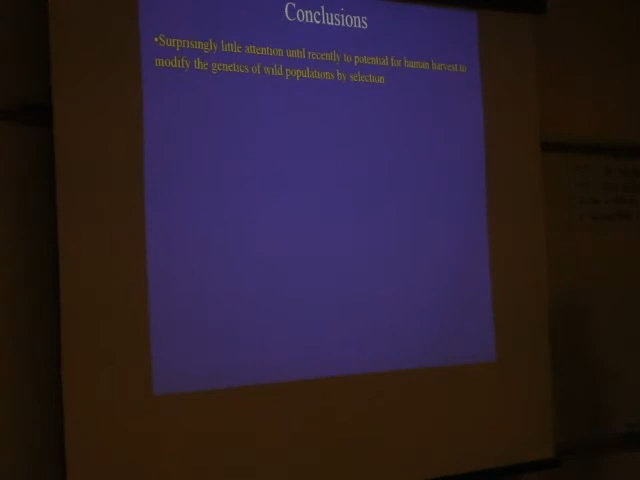 Conclusions
•Surprisingly little attention until recently to potential for human harvest to
modify the genetics of wild populations by selection